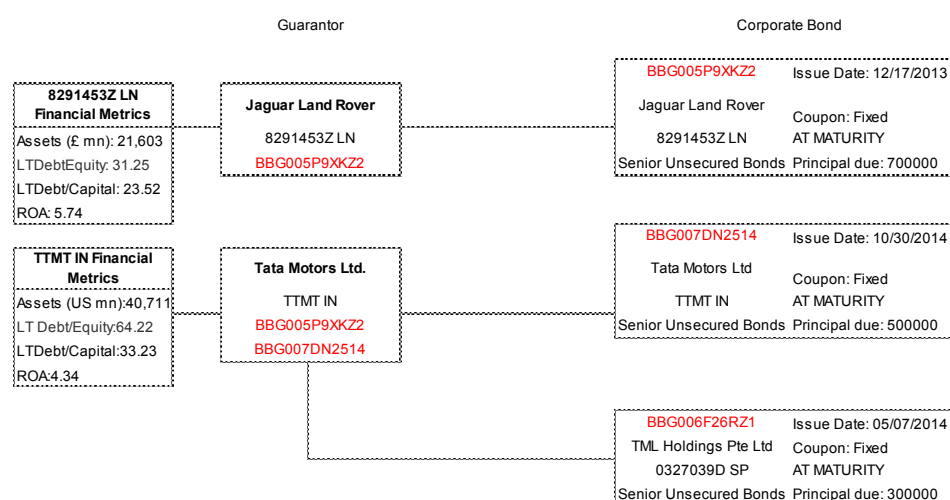 Guarantor
Corporate Bond
8291453Z LN
Financial Metrics
Assets (£ mn): 21,603
LTDebtEquity: 31.25
LTDebt/Capital: 23.52
ROA: 5.74
Jaguar Land Rover
8291453Z LN
BBG005P9XKZ2
BBG005P9XKZ2 Issue Date: 12/17/2013
Jaguar Land Rover
Coupon: Fixed
8291453Z LN AT MATURITY
Senior Unsecured Bonds Principal due: 700000
TTMT IN Financial
Metrics
Assets (US mn):40,711
LT Debt/Equity:64.22
LTDebt/Capital:33.23
ROA:4.34
Tata Motors Ltd.
TTMT IN
BBG005P9XKZ2
BBG007DN2514
BBG007DN2514 Issue Date: 10/30/2014
Tata Motors Ltd
Coupon: Fixed
TTMT IN AT MATURITY
Senior Unsecured Bonds Principal due: 500000
BBG006F26RZ1 Issue Date: 05/07/2014
TML Holdings Pte Ltd Coupon: Fixed
0327039D SP AT MATURITY
Senior Unsecured Bonds Principal due: 300000